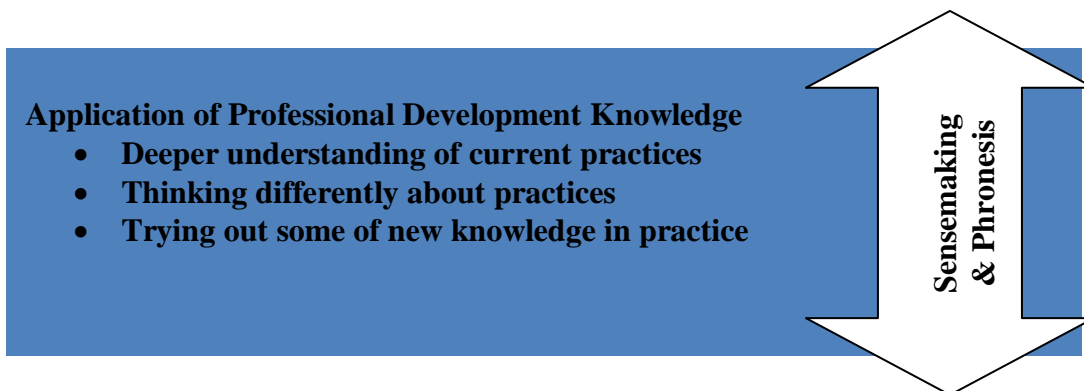 Application of Professional Development Knowledge
• Deeper understanding of current practices
• Thinking differently about practices
• Trying out some of new knowledge in practice
Sensemaking
& Phronesis